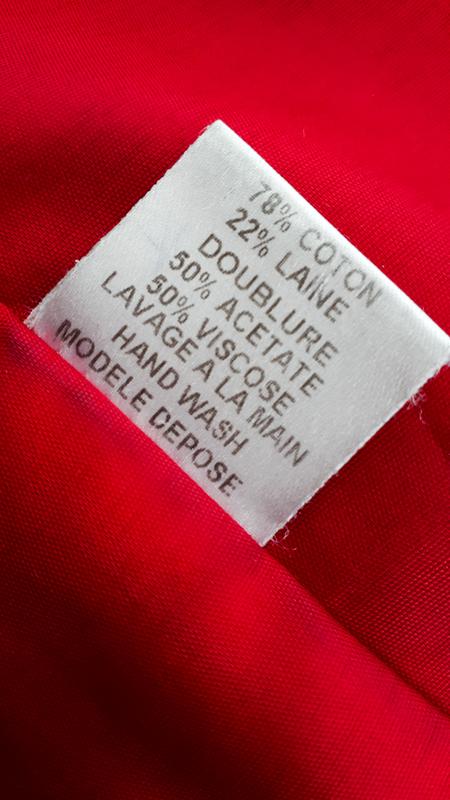 78% COTON
22% LAINE
DOUBLURE
50% ACETATE
50% VISCOSE
LAVAGE A LA MAIN
HAND WASH
MODELE DEPOSE